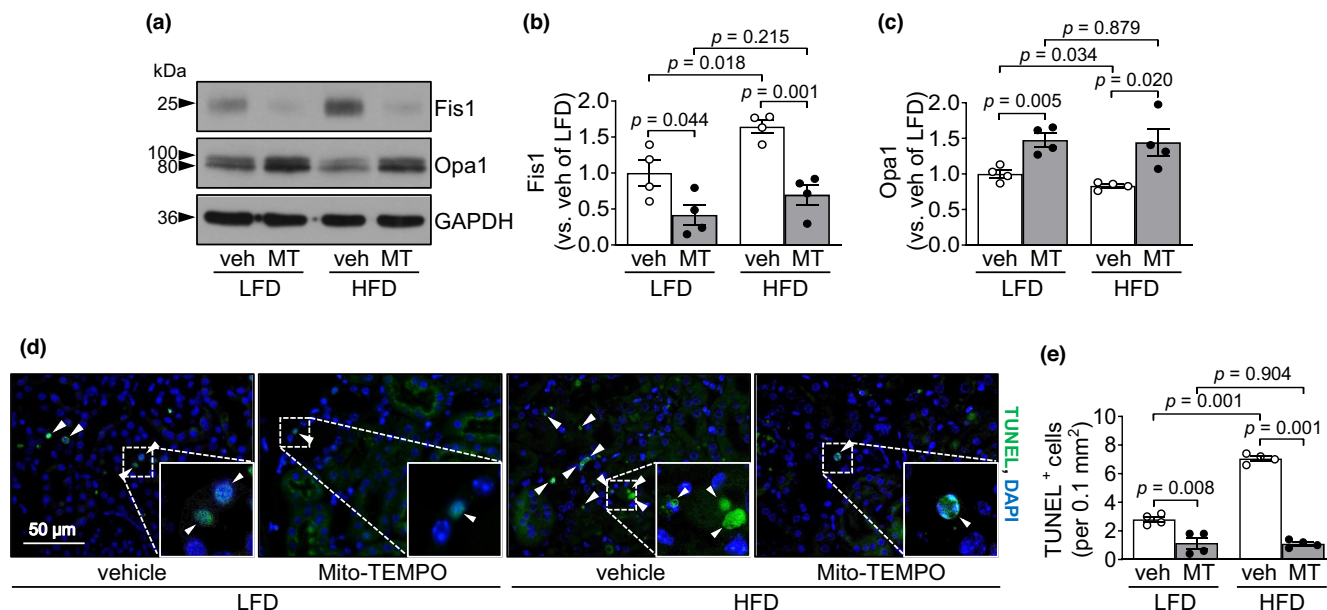 (a)
kDa
25
Fis1
100
80
Opa1
36
GAPDH
veh MT veh MT
LFD HFD
(b)
p = 0.215
p = 0.018
p = 0.001
p = 0.044
2.0
1.5
1.0
0.5
0.0
Fis1
(vs. veh of LFD)
veh MT veh MT
LFD HFD
(c)
p = 0.879
p = 0.034
p = 0.020
p = 0.005
2.0
1.5
1.0
0.5
0.0
Opa1
(vs. veh of LFD)
veh MT veh MT
LFD HFD
(d)
50 µm
TUNEL, DAPI
vehicle Mito-TEMPO vehicle Mito-TEMPO
LFD HFD
(e)
p = 0.904
p = 0.001
p = 0.001
p = 0.008
10
8
6
4
2
0
TUNEL + cells
(per 0.1 mm²)
veh MT veh MT
LFD HFD